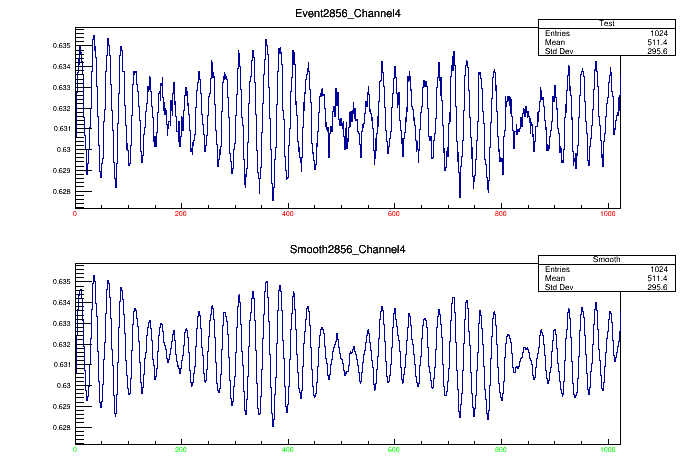 Event2856_Channel4
Test
Entries 1024
Mean 511.4
Std Dev 295.6
0.635
0.634
0.633
0.632
0.631
0.63
0.629
0.628
0 200 400 600 800 1000
Smooth2856_Channel4
Smooth
Entries 1024
Mean 511.4
Std Dev 295.6
0.635
0.634
0.633
0.632
0.631
0.63
0.629
0.628
0 200 400 600 800 1000